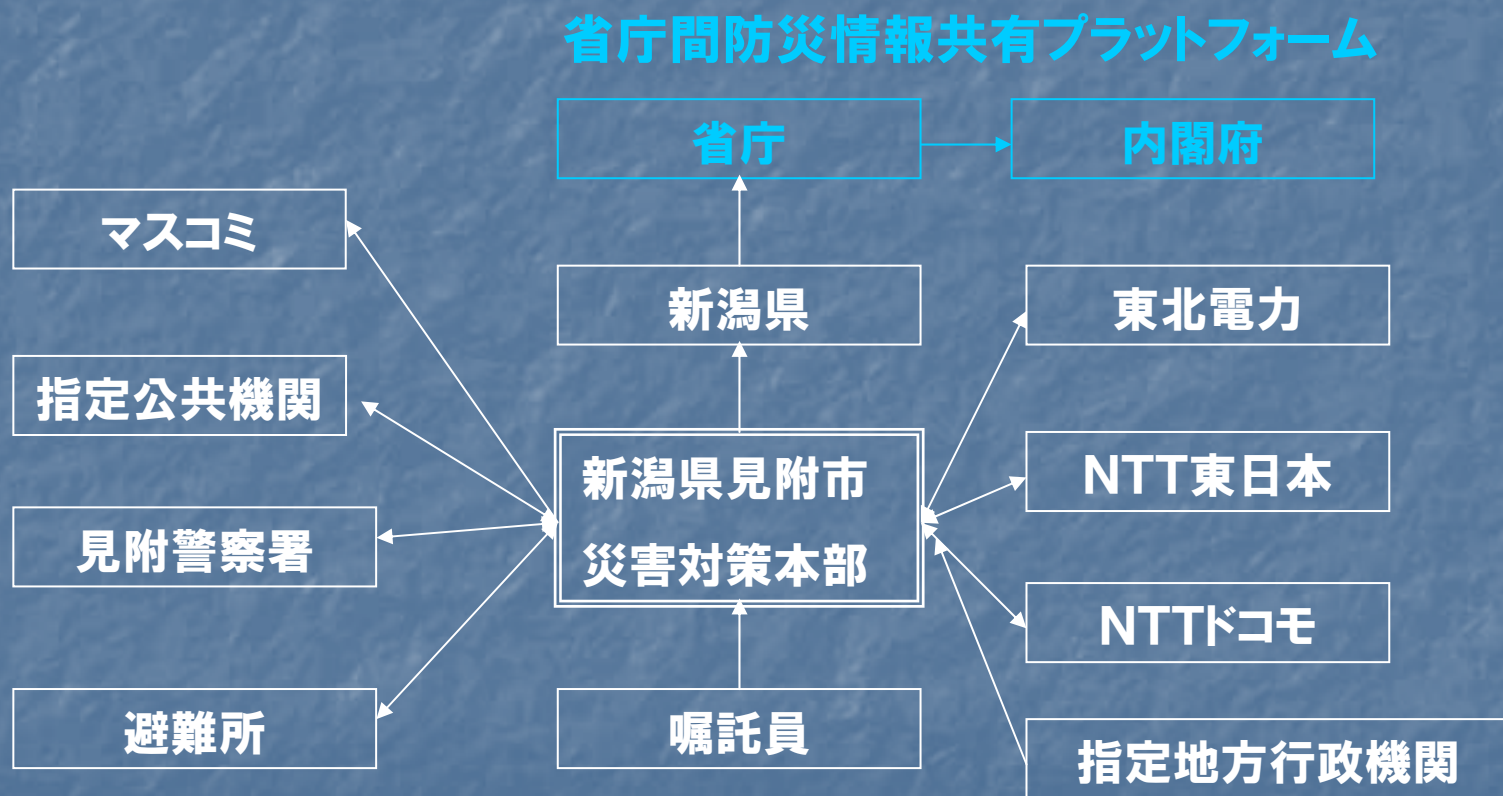 省庁間防災情報共有プラットフォーム
省庁
内閣府
マスコミ
新潟県
東北電力
指定公共機関
新潟県見附市
災害対策本部
NTT東日本
見附警察署
NTTドコモ
避難所
嘱託員
指定地方行政機関